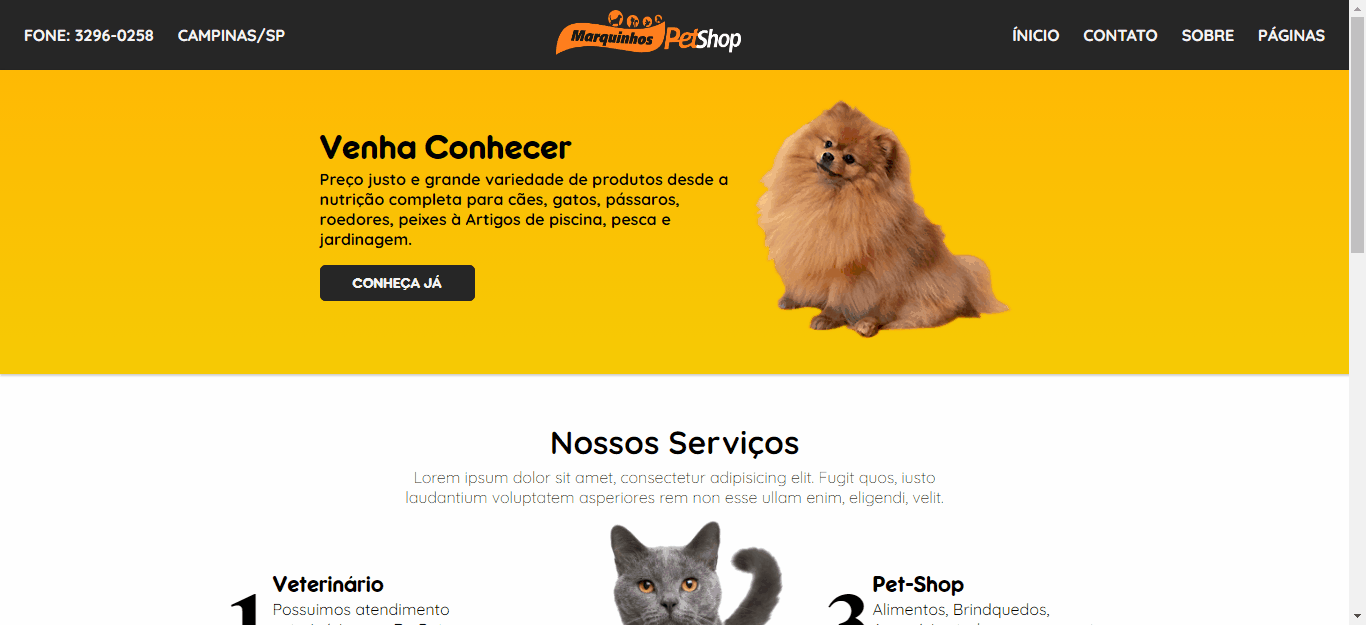 FONE: 3296-0258 CAMPINAS/SP Marquinhos PetShop ÍNICIO CONTATO SOBRE PÁGINAS
Venha Conhecer
Preço justo e grande variedade de produtos desde a
nutrição completa para cães, gatos, pássaros,
roedores, peixes à Artigos de piscina, pesca e
jardinagem.
CONHEÇA JÁ
Nossos Serviços
Lorem ipsum dolor sit amet, consectetur adipisicing elit. Fugit quos, iusto
laudantium voluptatem asperiores rem non esse ullam enim, eligendi, velit.
1
Veterinário
Possuimos atendimento
3
Pet-Shop
Alimentos, Brindquedos,